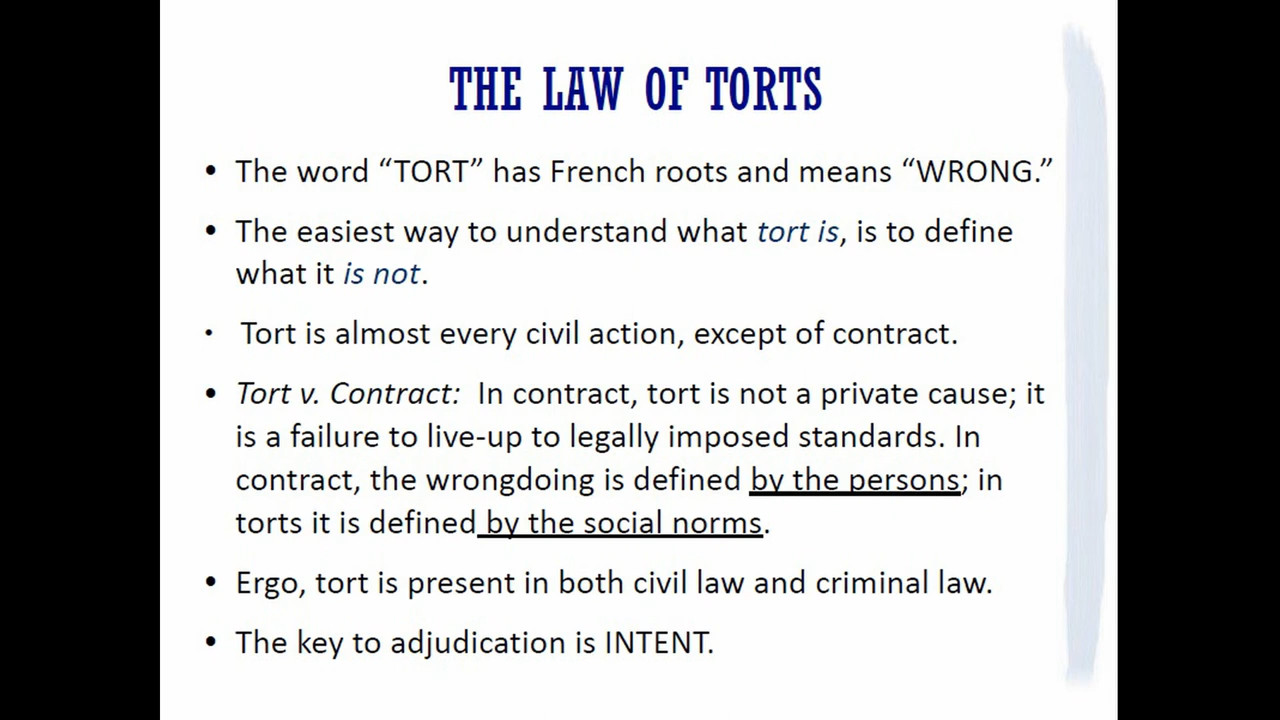 THE LAW OF TORTS
• The word “TORT” has French roots and means “WRONG.”
• The easiest way to understand what tort is, is to define
what it is not.
• Tort is almost every civil action, except of contract.
• Tort v. Contract: In contract, tort is not a private cause; it
is a failure to live-up to legally imposed standards. In
contract, the wrongdoing is defined by the persons; in
torts it is defined by the social norms.
• Ergo, tort is present in both civil law and criminal law.
• The key to adjudication is INTENT.